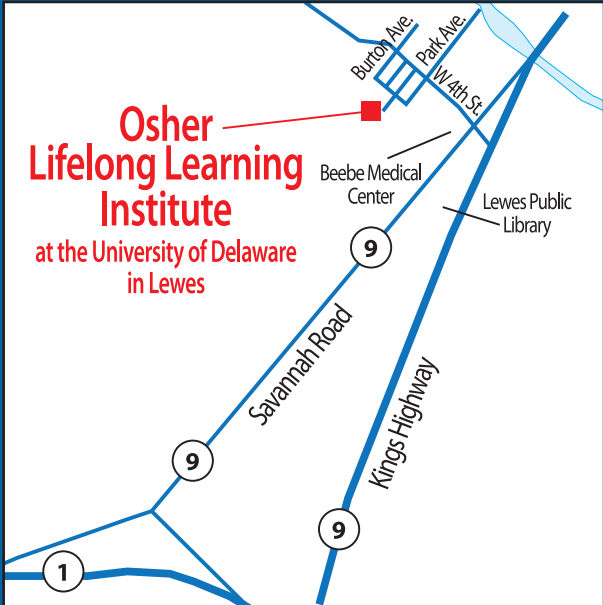 Burton Ave.
Park Ave.
W 4th St.
Osher
Lifelong Learning
Institute
at the University of Delaware
in Lewes
Beebe Medical
Center
Lewes Public
Library
9
Savannah Road
Kings Highway
9
9
1